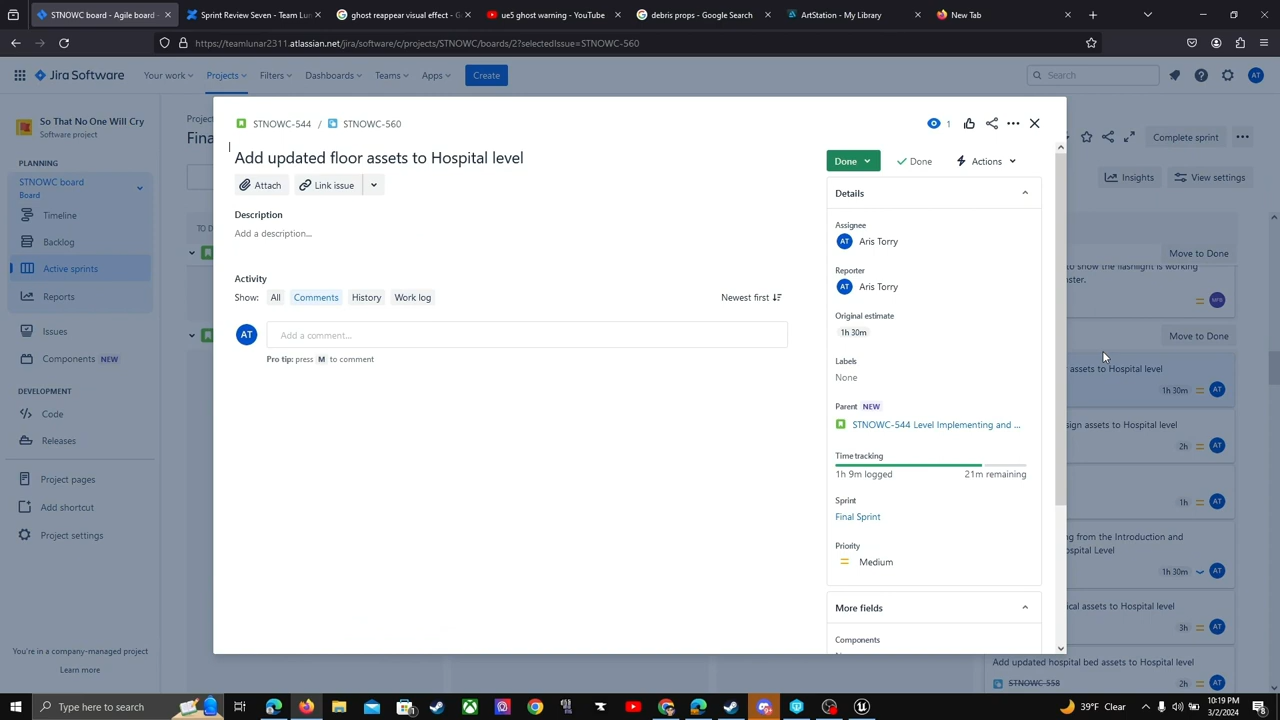 STNOWC board - Agile board -
Sprint Review Seven - Team Lun
ghost reappear visual effect - G
ue5 ghost warning - YouTube
debris props - Google Search
ArtStation - My Library
New Tab
https://teamlunar2311.atlassian.net/jira/software/c/projects/STNOWC/boards/2?selectedIssue=STNOWC-560
Jira Software
Your work
Projects
Filters
Dashboards
Teams
Apps
Create
Search
AT
So That No One Will Cry
Software project
PLANNING
STNOWC board
Board
Timeline
Backlog
Active sprints
Reports
Issues
Components NEW
DEVELOPMENT
Code
Releases
Project pages
Add shortcut
Project settings
You're in a company-managed project
Learn more
Project
Fina
TO D
STNOWC-544 / STNOWC-560
1
Add updated floor assets to Hospital level
Attach
Link issue
Description
Add a description...
Activity
Show:
All
Comments
History
Work log
Newest first
AT
Add a comment...
Pro tip: press M to comment
Done
Done
Actions
Details
Assignee
AT Aris Torry
Reporter
AT Aris Torry
Original estimate
1h 30m
Labels
None
Parent NEW
STNOWC-544 Level Implementing and ...
Time tracking
1h 9m logged
21m remaining
Sprint
Final Sprint
Priority
Medium
More fields
Components
Complete sprint
Insights
View settings
Move to Done
to show the flashlight is working
ster.
MPB
Move to Done
r assets to Hospital level
1h 30m AT
sign assets to Hospital level
2h AT
1h AT
ng from the Introduction and
ospital Level
1h 30m AT
ical assets to Hospital level
3h AT
Add updated hospital bed assets to Hospital level
STNOWC-558
2h AT
Type here to search
39°F Clear
10:19 PM
3/2/2024